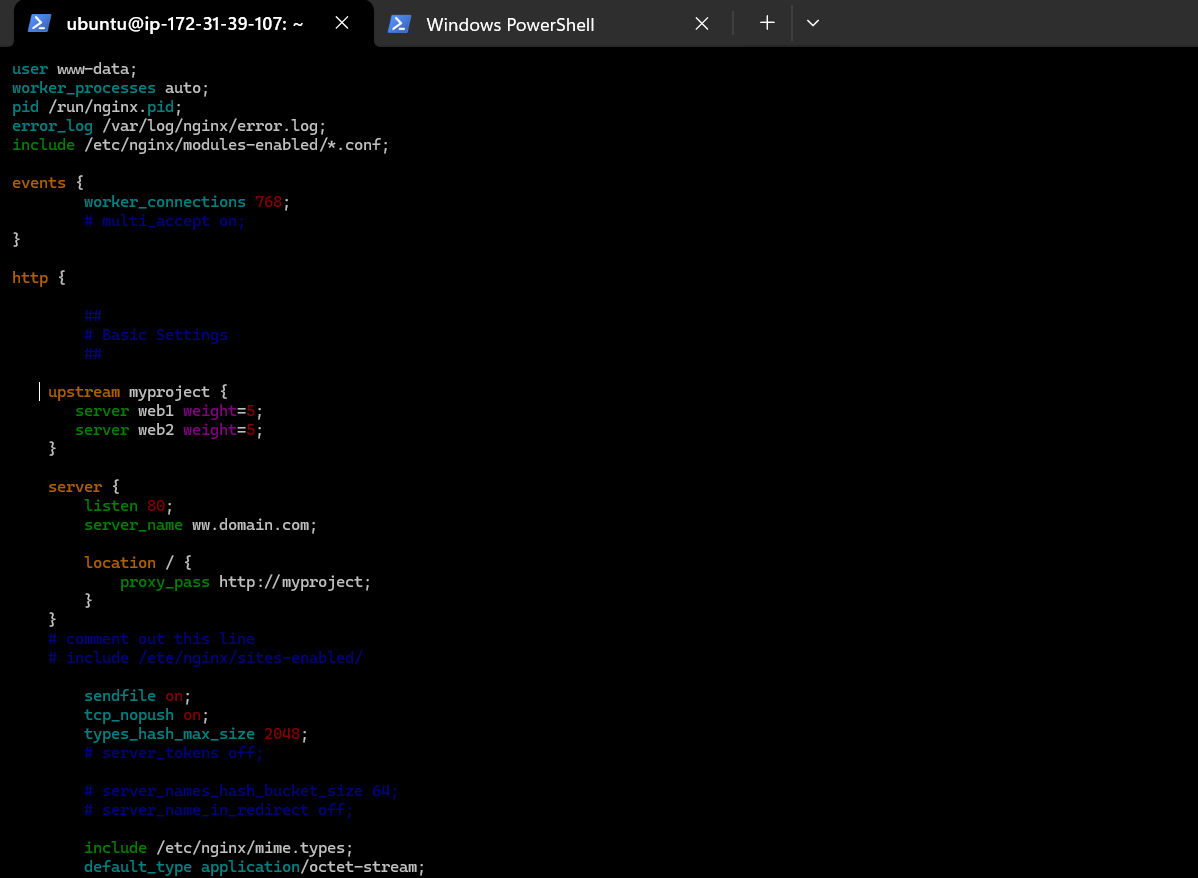 ubuntu@ip-172-31-39-107: ~
Windows PowerShell
user www-data;
worker_processes auto;
pid /run/nginx.pid;
error_log /var/log/nginx/error.log;
include /etc/nginx/modules-enabled/*.conf;
events {
worker_connections 768;
# multi_accept on;
}
http {
##
# Basic Settings
##
upstream myproject {
server web1 weight=5;
server web2 weight=5;
}
server {
listen 80;
server_name ww.domain.com;
location / {
proxy_pass http://myproject;
}
}
# comment out this line
# include /ete/nginx/sites-enabled/
sendfile on;
tcp_nopush on;
types_hash_max_size 2048;
# server_tokens off;
# server_names_hash_bucket_size 64;
# server_name_in_redirect off;
include /etc/nginx/mime.types;
default_type application/octet-stream;